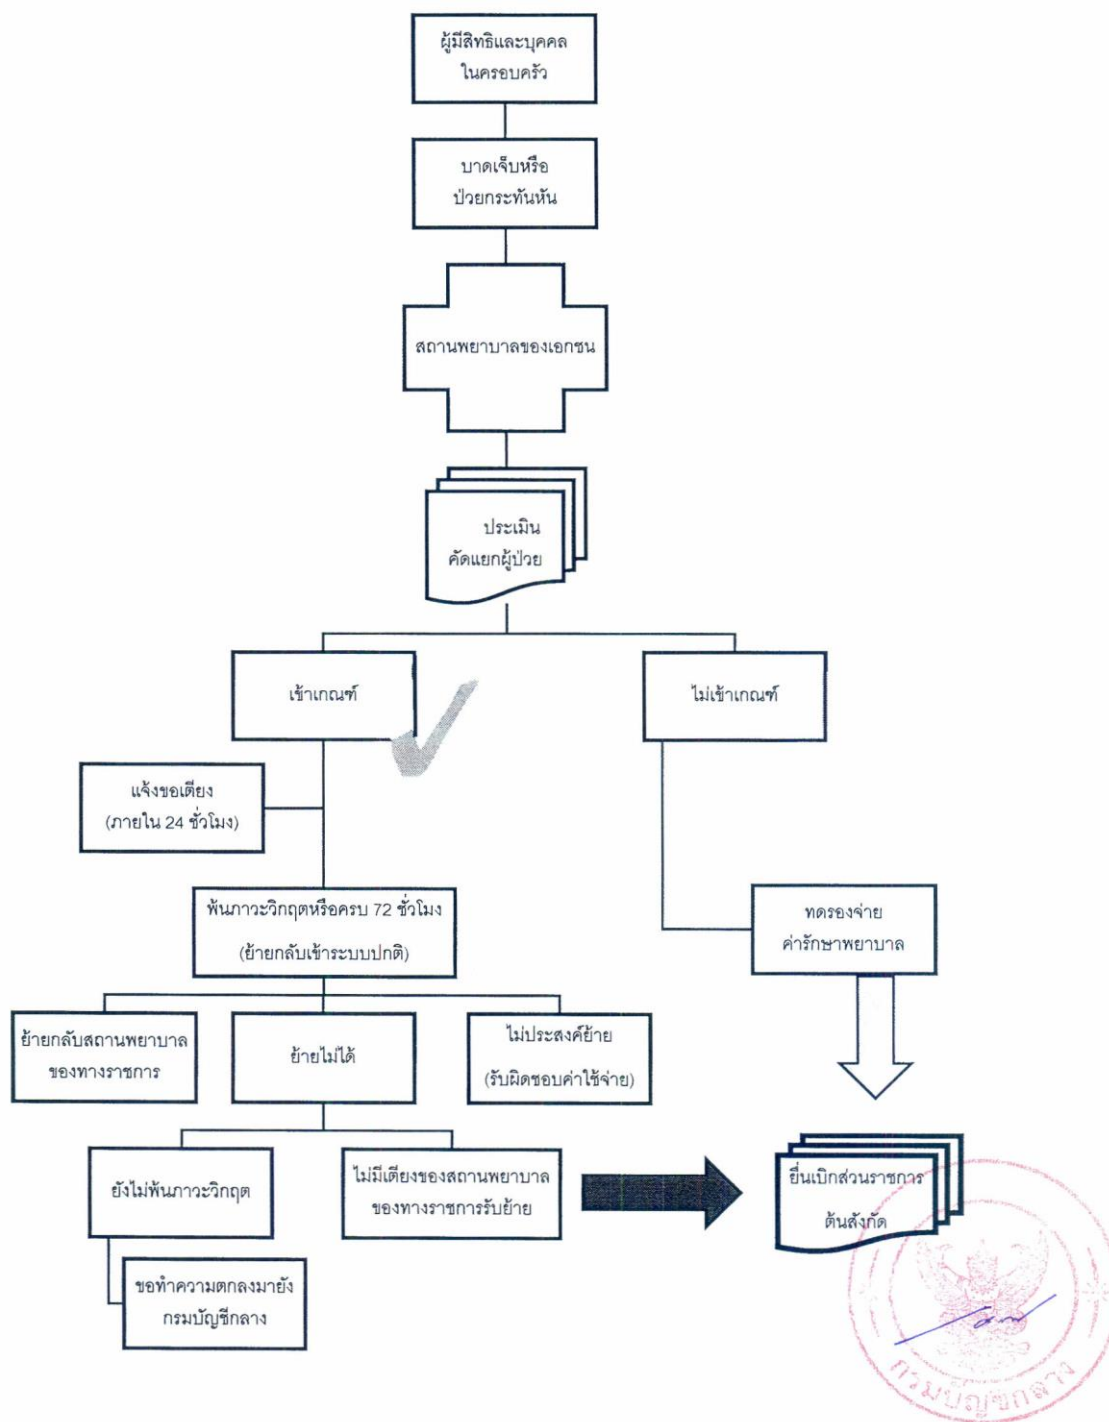 ผู้มีสิทธิและบุคคล
ในครอบครัว
บาดเจ็บหรือ
ป่วยกระทันหัน
สถานพยาบาลของเอกชน
ประเมิน
คัดแยกผู้ป่วย
เข้าเกณฑ์
ไม่เข้าเกณฑ์
แจ้งขอเตียง
(ภายใน 24 ชั่วโมง)
พ้นภาวะวิกฤตหรือครบ 72 ชั่วโมง
(ย้ายกลับเข้าระบบปกติ)
ทดรองจ่าย
ค่ารักษาพยาบาล
ย้ายกลับสถานพยาบาล
ของทางราชการ
ย้ายไม่ได้
ไม่ประสงค์ย้าย
(รับผิดชอบค่าใช้จ่าย)
ยังไม่พ้นภาวะวิกฤต
ไม่มีเตียงของสถานพยาบาล
ของทางราชการรับย้าย
ยื่นเบิกส่วนราชการ
ต้นสังกัด
ขอทำความตกลงมายัง
กรมบัญชีกลาง
กรมบัญชีกลาง